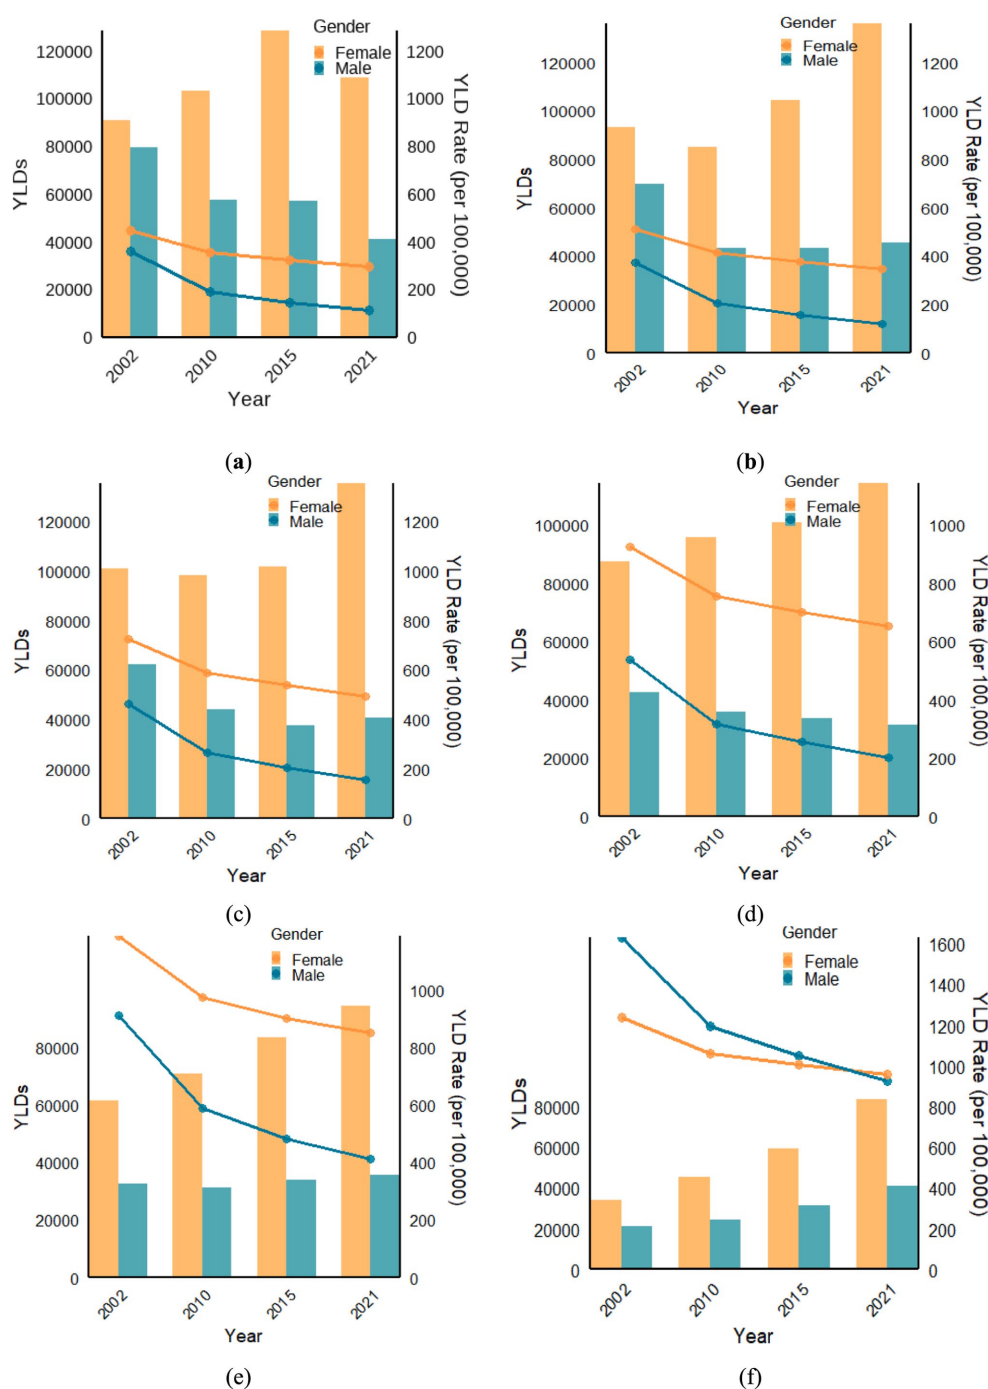 Gender
Female
Male
120000
100000
80000
60000
40000
20000
0
YLDs
1200
1000
800
600
400
200
0
YLD Rate (per 100,000)
2002 2010 2015 2021
Year
(a)
Gender
Female
Male
120000
100000
80000
60000
40000
20000
0
YLDs
1200
1000
800
600
400
200
0
YLD Rate (per 100,000)
2002 2010 2015 2021
Year
(b)
Gender
Female
Male
120000
100000
80000
60000
40000
20000
0
YLDs
1200
1000
800
600
400
200
0
YLD Rate (per 100,000)
2002 2010 2015 2021
Year
(c)
Gender
Female
Male
100000
80000
60000
40000
20000
0
YLDs
1000
800
600
400
200
0
YLD Rate (per 100,000)
2002 2010 2015 2021
Year
(d)
Gender
Female
Male
80000
60000
40000
20000
0
YLDs
1000
800
600
400
200
0
YLD Rate (per 100,000)
2002 2010 2015 2021
Year
(e)
Gender
Female
Male
80000
60000
40000
20000
0
YLDs
1600
1400
1200
1000
800
600
400
200
0
YLD Rate (per 100,000)
2002 2010 2015 2021
Year
(f)